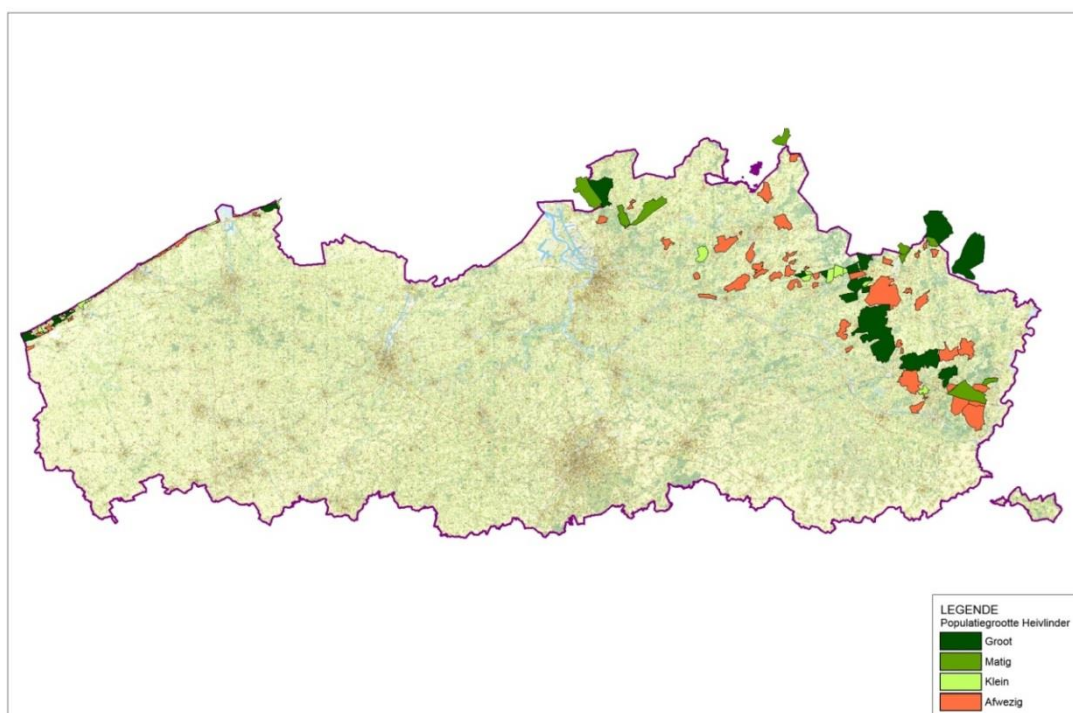 LEGENDE
Populatiegrootte Heivlinder
Groot
Matig
Klein
Afwezig